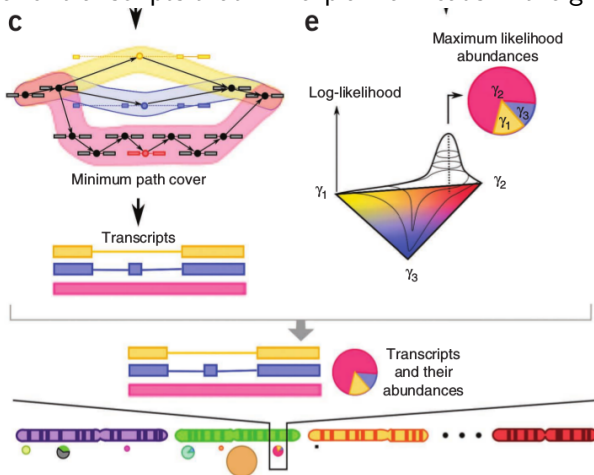 c
Minimum path cover
Transcripts
e
Maximum likelihood
abundances
Log-likelihood
γ2
γ3
γ1
γ1
γ2
γ3
Transcripts
and their
abundances